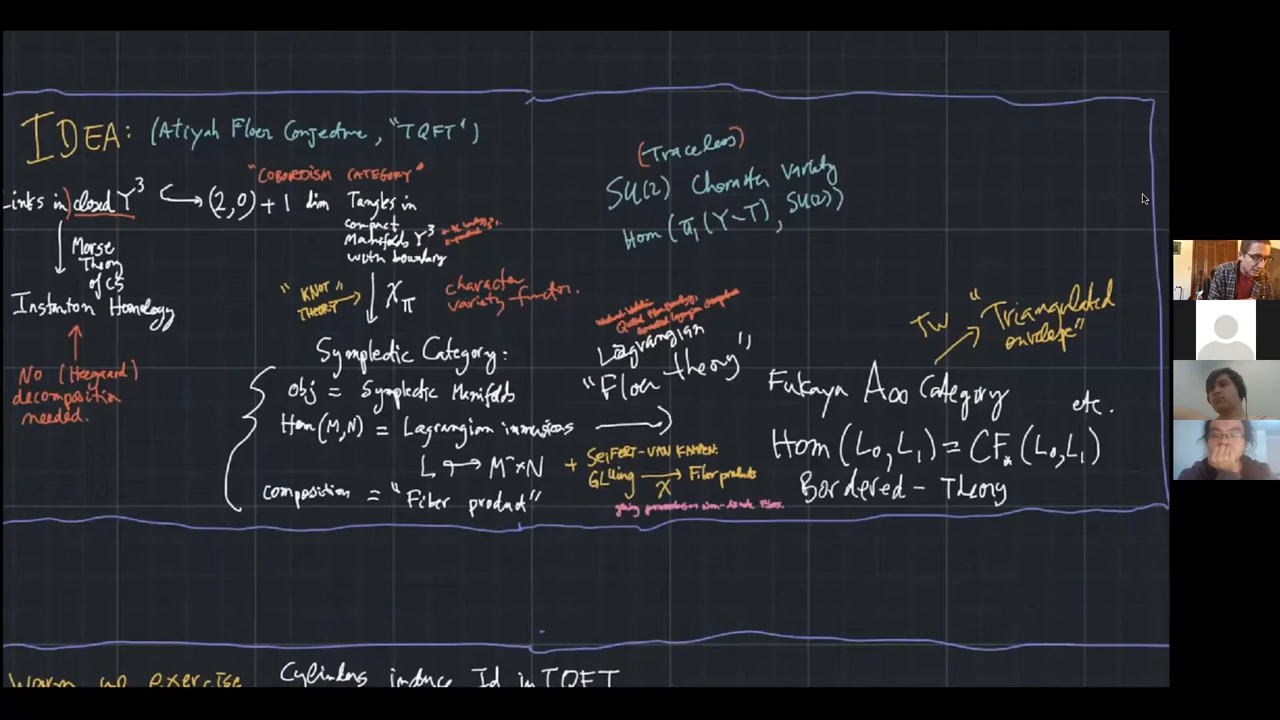 IDEA: (Atiyah Floer Conjecture, "TQFT")
"COBORDISM CATEGORY"
Links in closed Y³ ↪ (2,0)+1 dim Tangles in
compact
Manifolds Y³
with boundary
Morse
Theory
of CS
Instanton Homology
No (Heegaard)
decomposition
needed.
"KNOT"
THEORY
χ_π
character
variety functor.
Symplectic Category:
obj = Symplectic Manifolds
Hom(M,N) = Lagrangian immersions
L ↬ M⁻×N
composition = "Fiber product"
(Traceless)
SU(2) Character variety
Hom(π₁(Y∖T), SU(2))
Lagrangian
"Floer theory",
+ SEIFERT-VAN KAMPEN:
GLuing → Fiber products
χ
TW
"Triangulated
envelope"
Fukaya A∞ Category
etc.
Hom(L₀,L₁) = CF⁎(L₀,L₁)
Bordered - Theory
Warm up exercise
Cylinders induce Id in TQFT